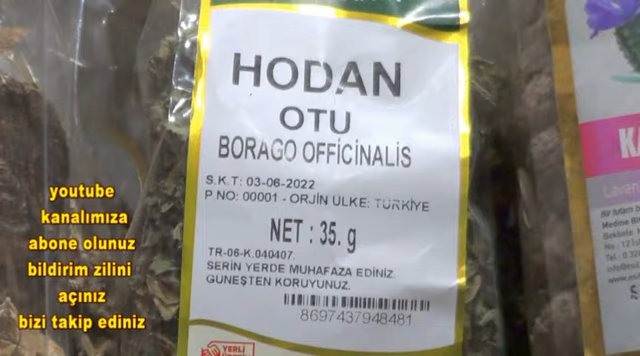 HODAN
OTU
BORAGO OFFICINALIS
S.K.T: 03-06-2022
P NO: 00001 - ORJİN ÜLKE: TÜRKİYE
NET : 35. g
TR-06-K.040407.
SERİN YERDE MUHAFAZA EDİNİZ.
GÜNEŞTEN KORUYUNUZ.
8697437948481
YERLİ
youtube
kanalımıza
abone olunuz
bildirim zilini
açınız
bizi takip ediniz